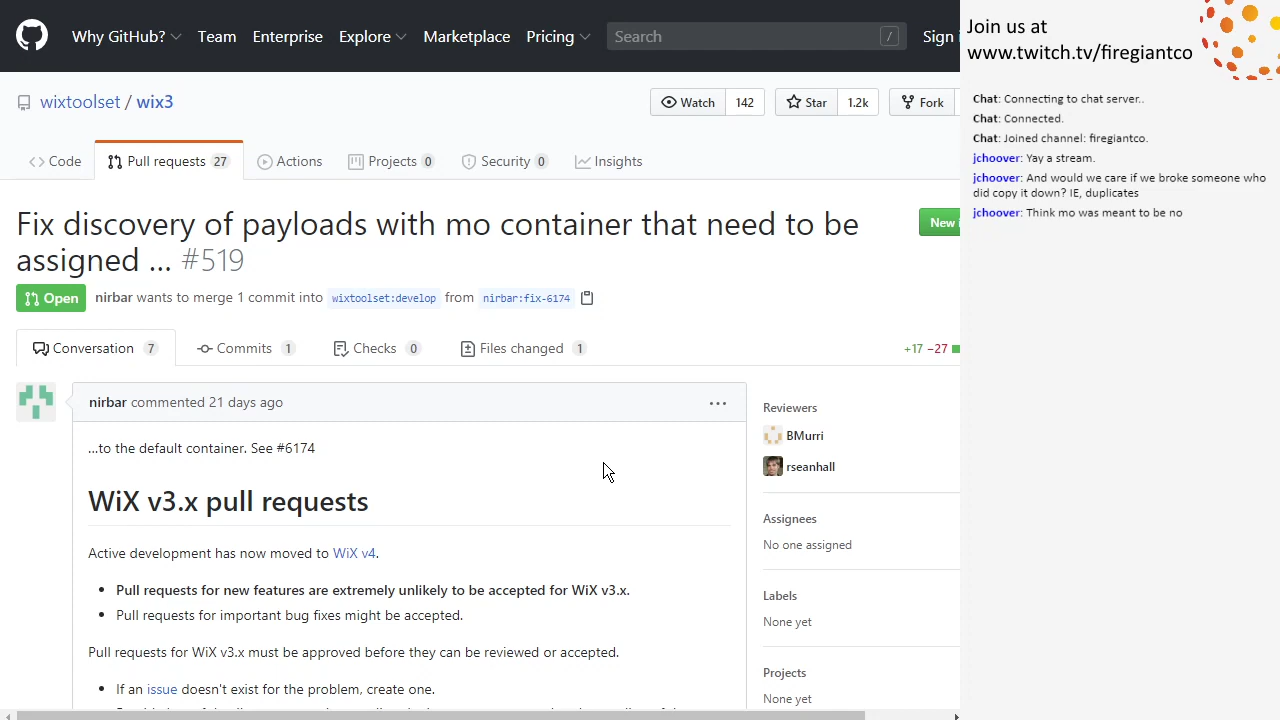 Why GitHub?
Team
Enterprise
Explore
Marketplace
Pricing
Search
/
Sign i
wixtoolset / wix3
Watch 142
Star 1.2k
Fork
Code
Pull requests 27
Actions
Projects 0
Security 0
Insights
Fix discovery of payloads with mo container that need to be
assigned ... #519
New i
Open
nirbar wants to merge 1 commit into wixtoolset:develop from nirbar:fix-6174
Conversation 7
Commits 1
Checks 0
Files changed 1
+17 −27
nirbar commented 21 days ago
...to the default container. See #6174
WiX v3.x pull requests
Active development has now moved to WiX v4.
• Pull requests for new features are extremely unlikely to be accepted for WiX v3.x.
• Pull requests for important bug fixes might be accepted.
Pull requests for WiX v3.x must be approved before they can be reviewed or accepted.
• If an issue doesn't exist for the problem, create one.
Reviewers
BMurri
rseanhall
Assignees
No one assigned
Labels
None yet
Projects
None yet
Join us at
www.twitch.tv/firegiantco
Chat: Connecting to chat server..
Chat: Connected.
Chat: Joined channel: firegiantco.
jchoover: Yay a stream.
jchoover: And would we care if we broke someone who
did copy it down? IE, duplicates
jchoover: Think mo was meant to be no